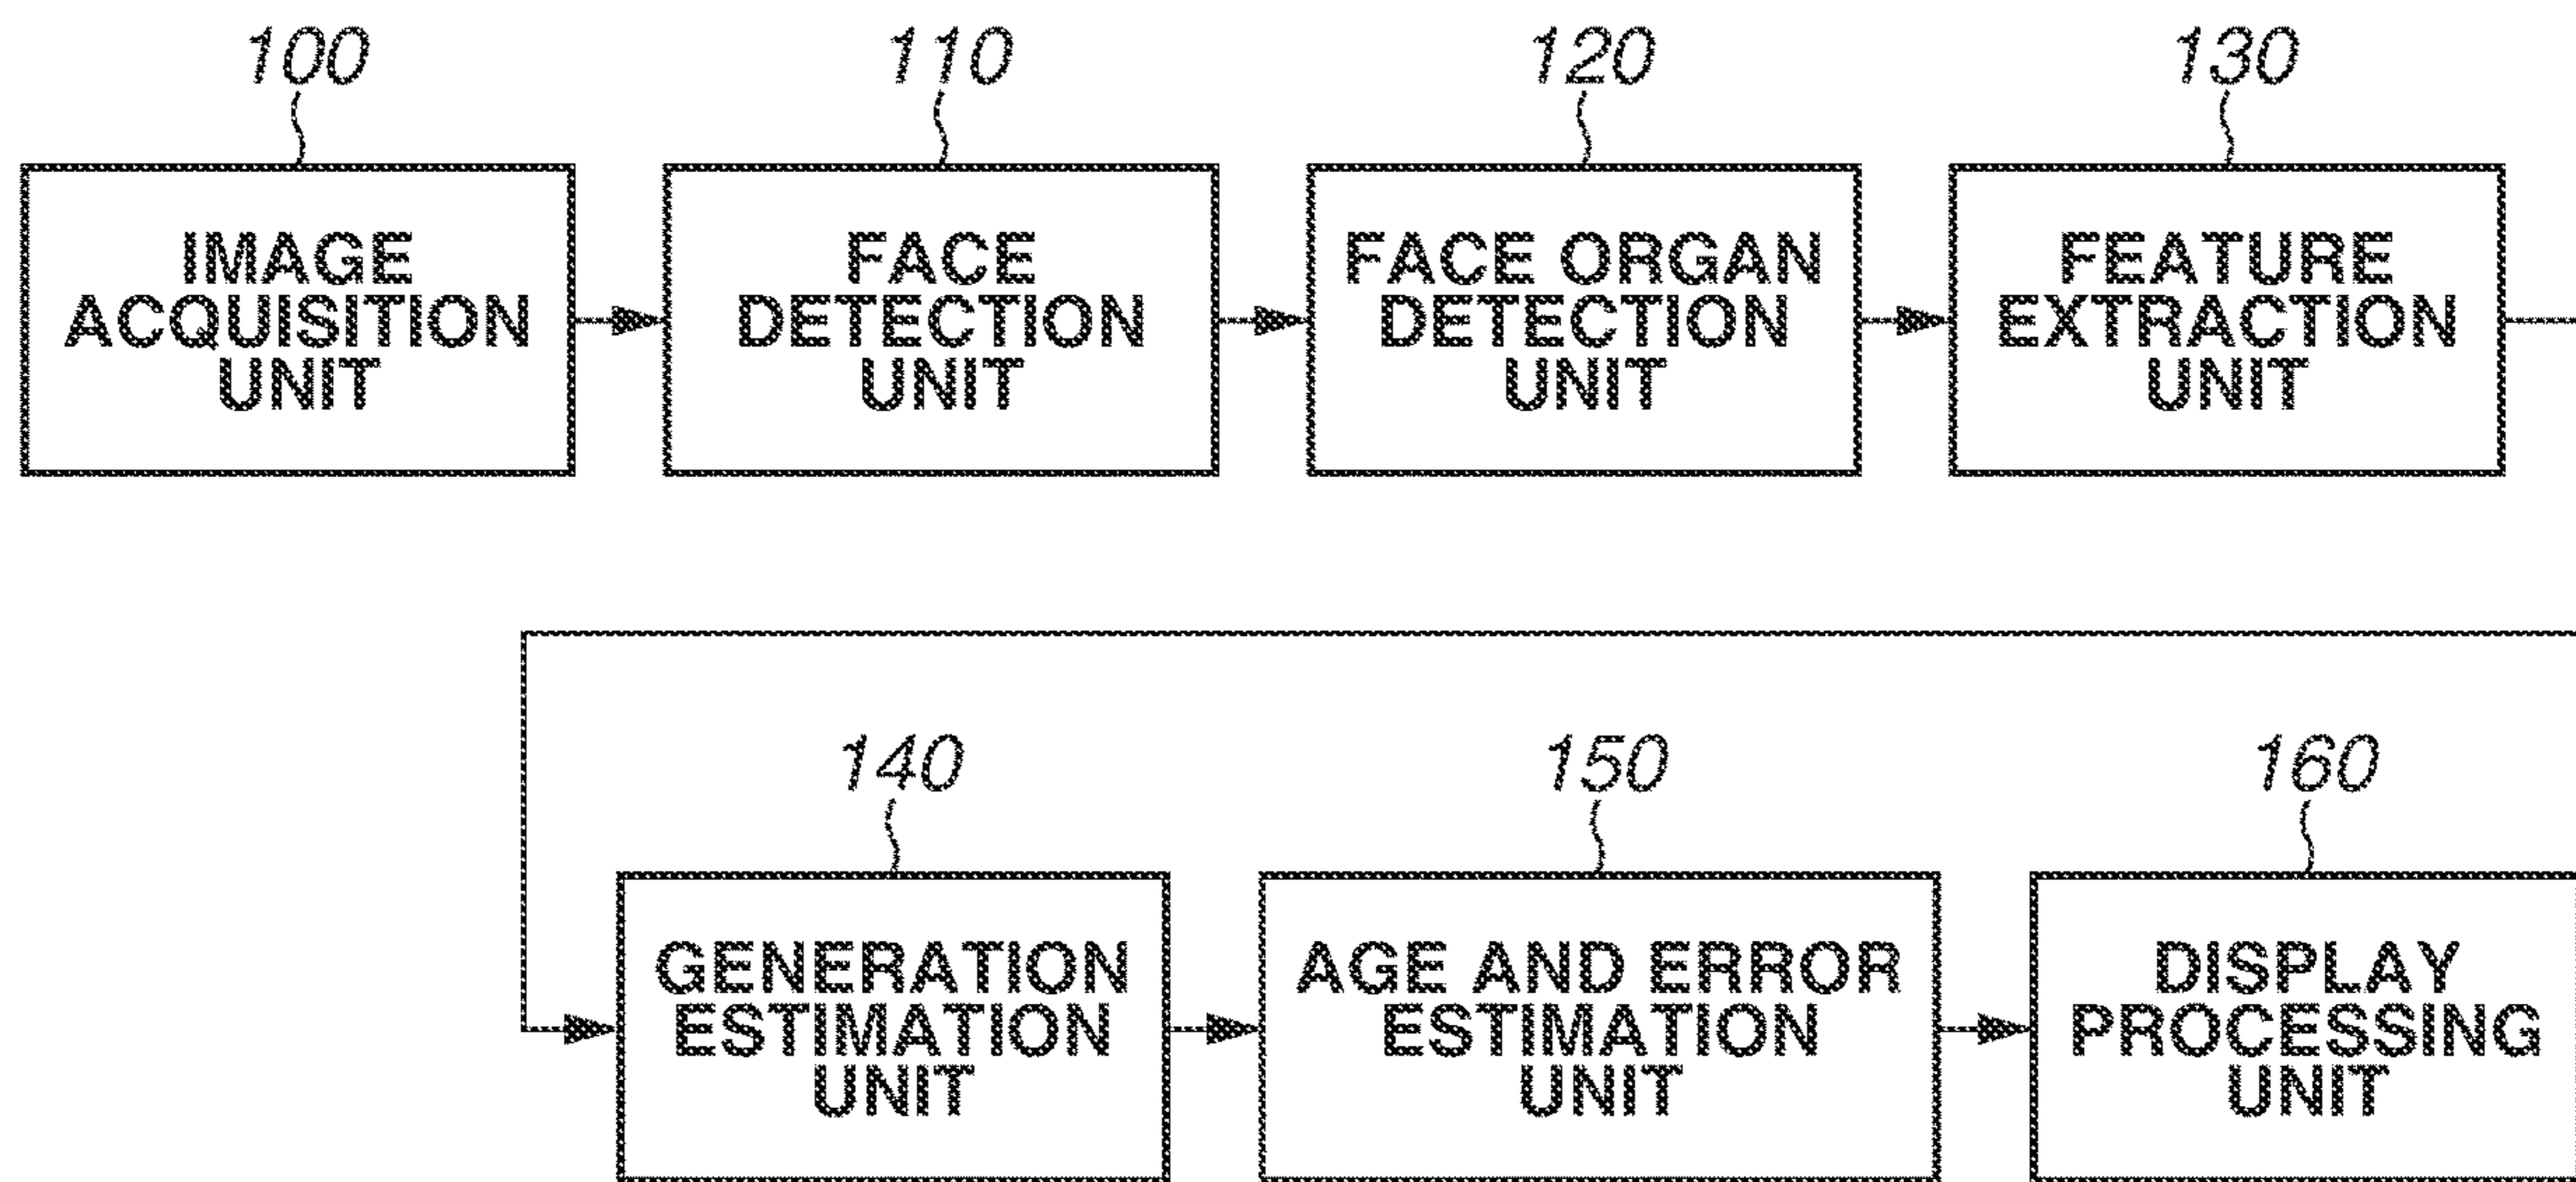 100
110
120
130
IMAGE
ACQUISITION
UNIT
FACE
DETECTION
UNIT
FACE ORGAN
DETECTION
UNIT
FEATURE
EXTRACTION
UNIT
140
150
160
GENERATION
ESTIMATION
UNIT
AGE AND ERROR
ESTIMATION
UNIT
DISPLAY
PROCESSING
UNIT